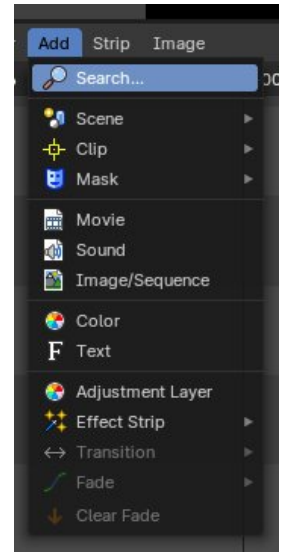 Add Strip Image
Search...
Scene
Clip
Mask
Movie
Sound
Image/Sequence
Color
F Text
Adjustment Layer
Effect Strip
Transition
Fade
Clear Fade